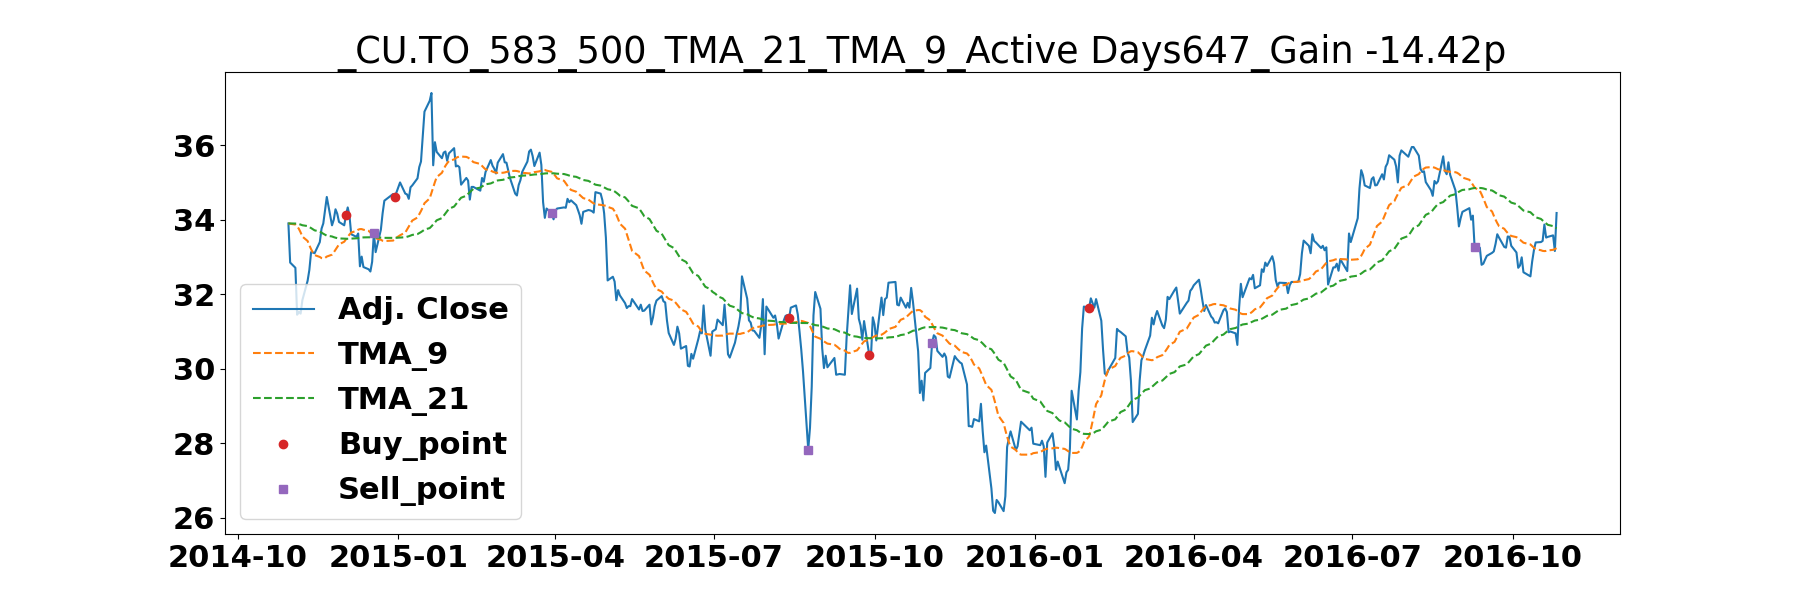 _CU.TO_583_500_TMA_21_TMA_9_Active Days647_Gain -14.42p
36
34
32
30
28
26
Adj. Close
TMA_9
TMA_21
Buy_point
Sell_point
2014-10 2015-01 2015-04 2015-07 2015-10 2016-01 2016-04 2016-07 2016-10